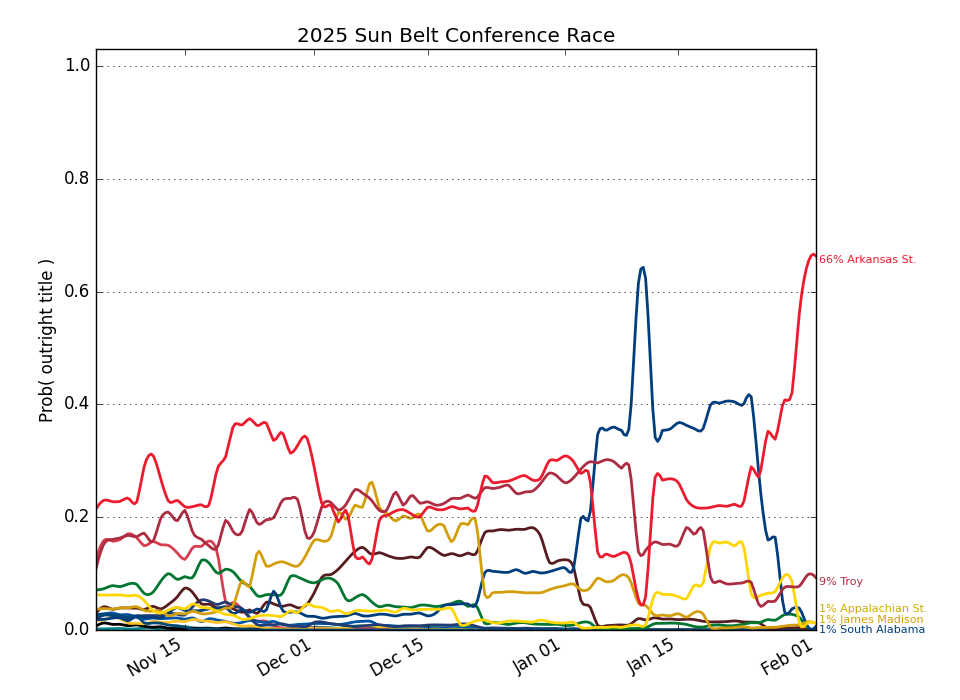 2025 Sun Belt Conference Race
Prob( outright title )
1.0
0.8
0.6
0.4
0.2
0.0
Nov 15
Dec 01
Dec 15
Jan 01
Jan 15
Feb 01
66% Arkansas St.
9% Troy
1% Appalachian St.
1% James Madison
1% South Alabama